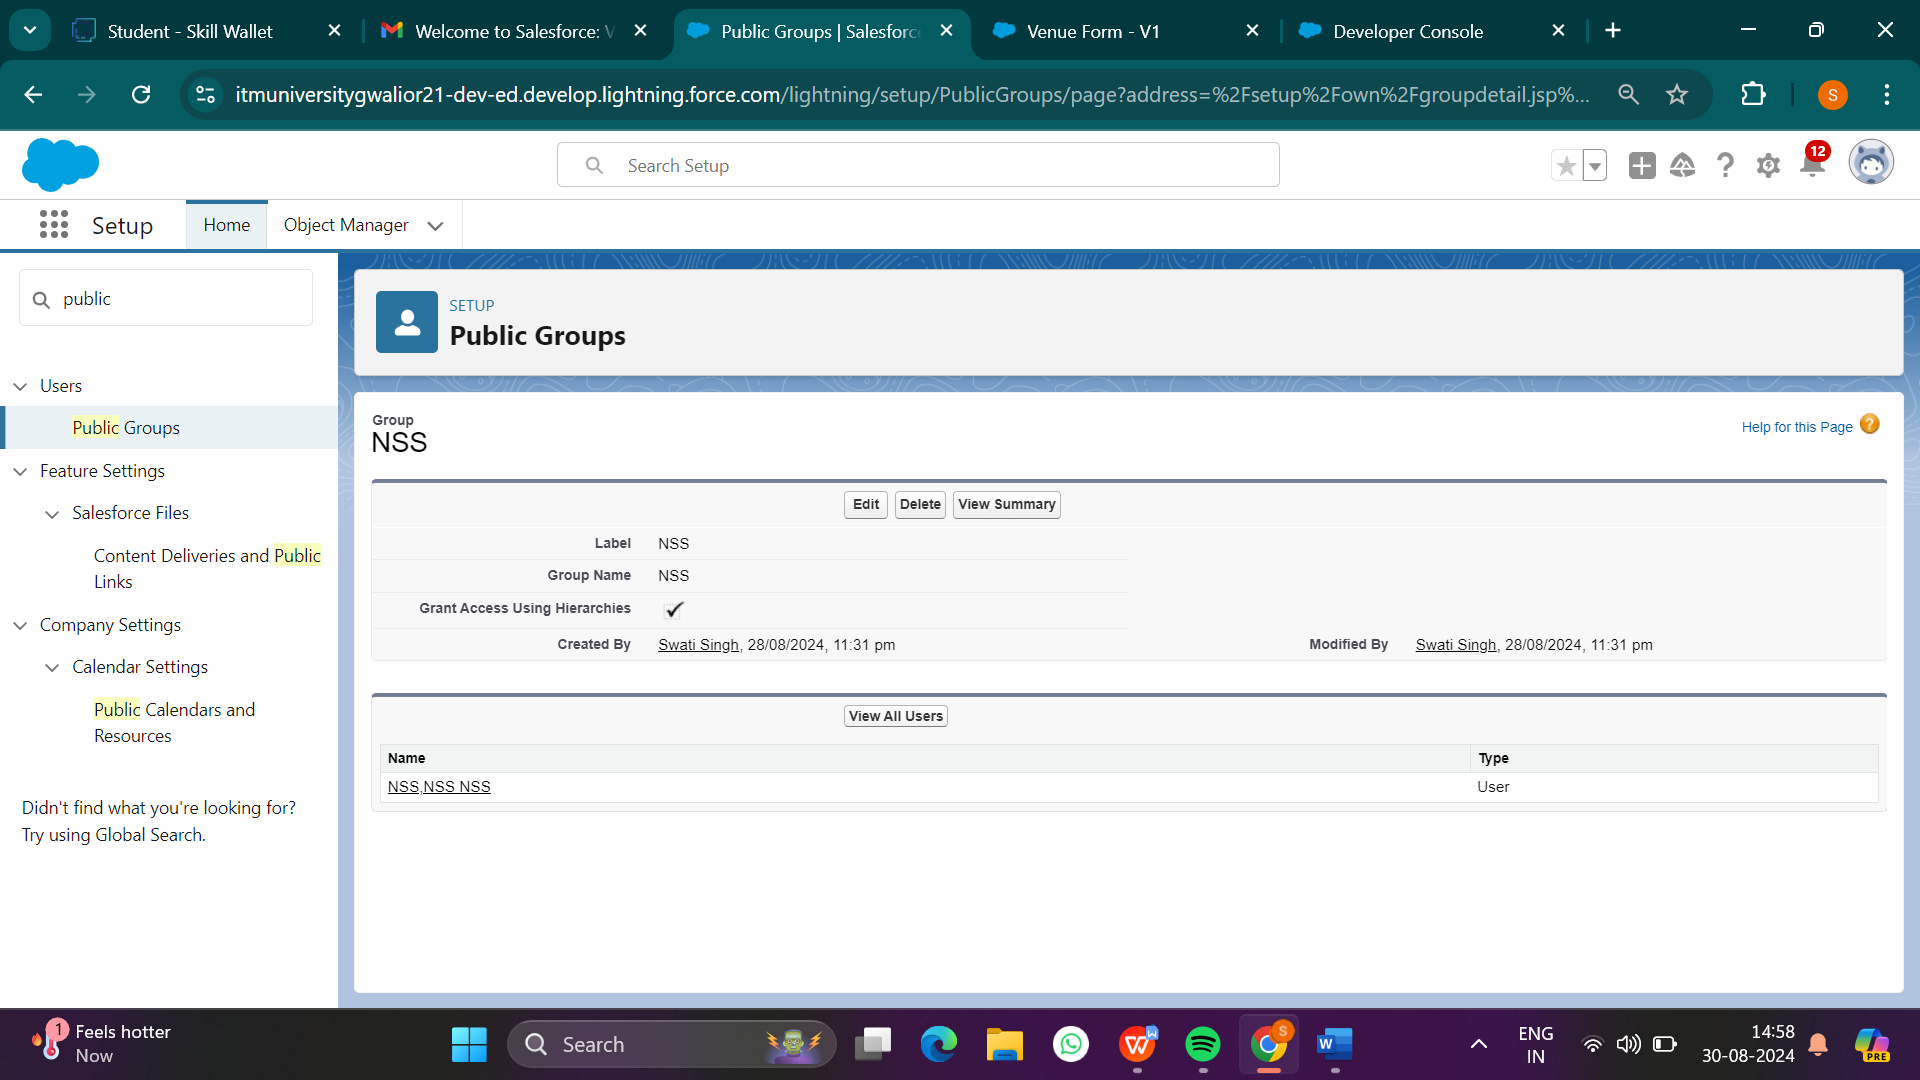 Student - Skill Wallet
Welcome to Salesforce: V
Public Groups | Salesforce
Venue Form - V1
Developer Console
itmuniversitygwalior21-dev-ed.develop.lightning.force.com/lightning/setup/PublicGroups/page?address=%2Fsetup%2Fown%2Fgroupdetail.jsp%...
S
Search Setup
12
Setup
Home
Object Manager
public
SETUP
Public Groups
Users
Public Groups
Feature Settings
Salesforce Files
Content Deliveries and Public
Links
Company Settings
Calendar Settings
Public Calendars and
Resources
Didn't find what you're looking for?
Try using Global Search.
Group
NSS
Help for this Page
Edit Delete View Summary
Label NSS
Group Name NSS
Grant Access Using Hierarchies
Created By Swati Singh, 28/08/2024, 11:31 pm Modified By Swati Singh, 28/08/2024, 11:31 pm
View All Users
Name Type
NSS,NSS NSS User
1
Feels hotter
Now
Search
W
W
S
W
ENG
IN
14:58
30-08-2024
PRE